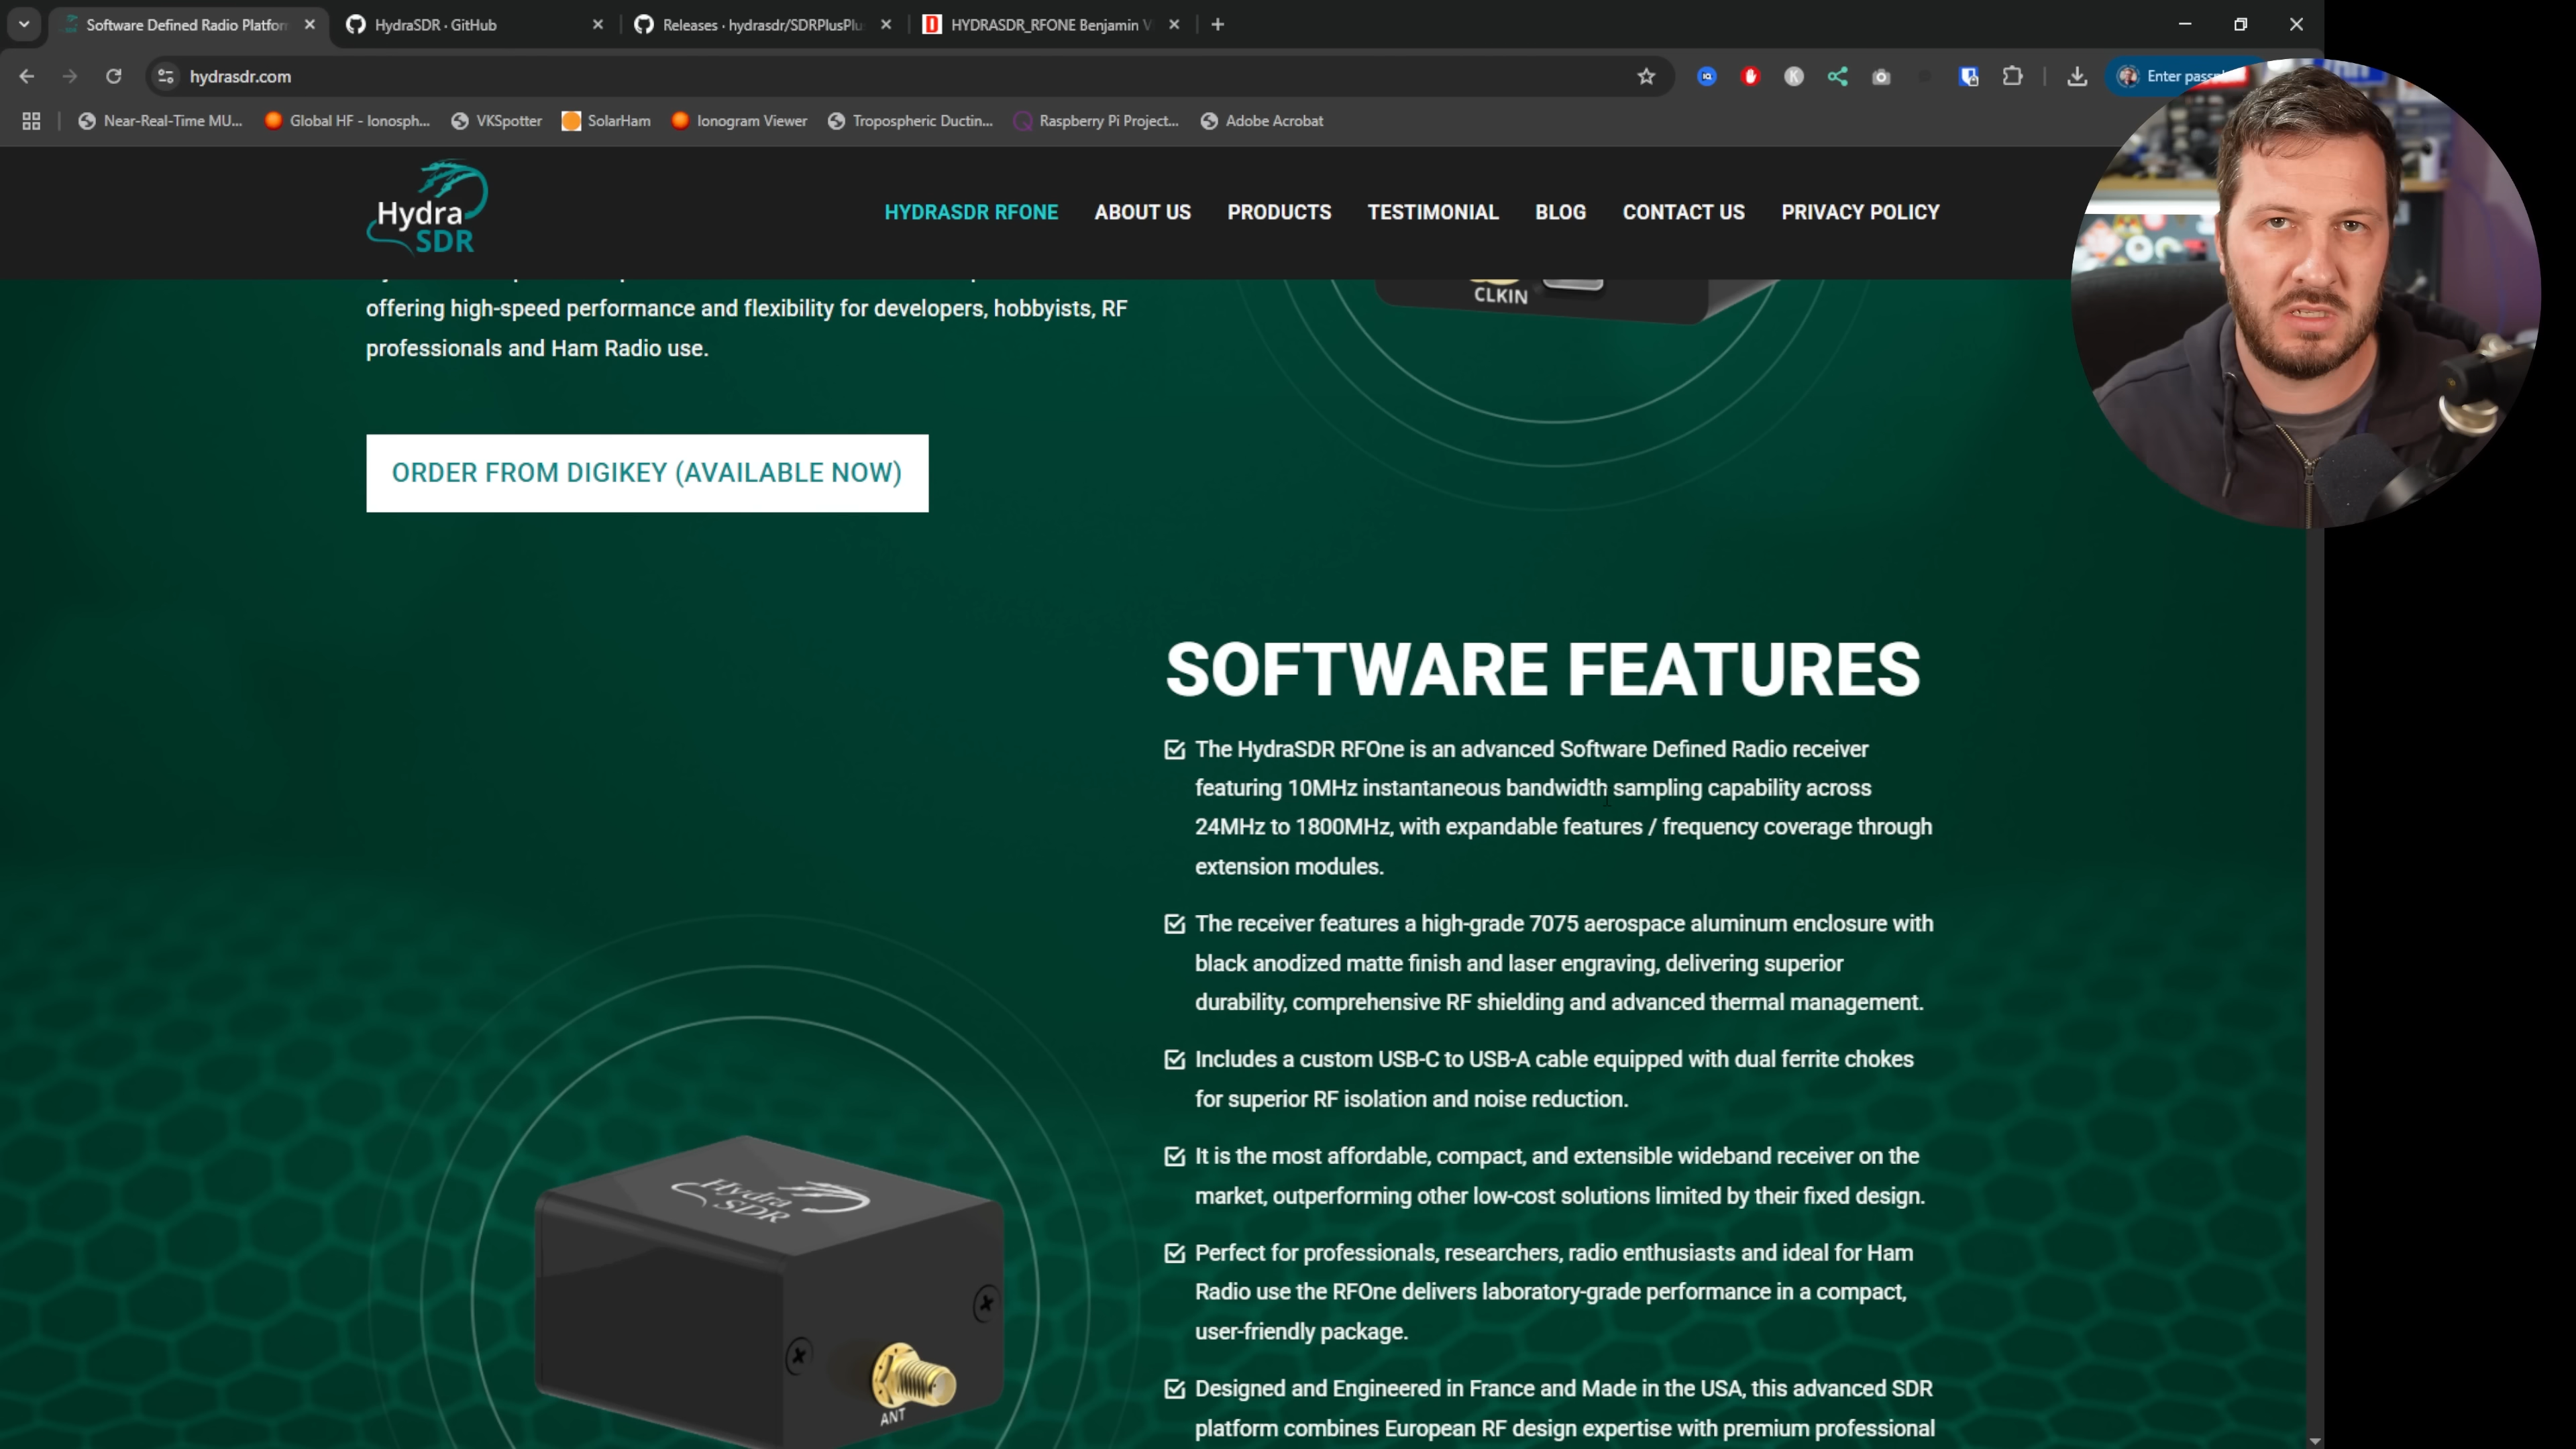 Software Defined Radio Platfor
HydraSDR · GitHub
Releases · hydrasdr/SDRPlusPlu
HYDRASDR_RFONE Benjamin V
hydrasdr.com
Enter passp
Near-Real-Time MU...
Global HF - Ionosph...
VKSpotter
SolarHam
Ionogram Viewer
Tropospheric Ductin...
Raspberry Pi Project...
Adobe Acrobat
Hydra
SDR
HYDRASDR RFONE
ABOUT US
PRODUCTS
TESTIMONIAL
BLOG
CONTACT US
PRIVACY POLICY
offering high-speed performance and flexibility for developers, hobbyists, RF
professionals and Ham Radio use.
CLKIN
ORDER FROM DIGIKEY (AVAILABLE NOW)
SOFTWARE FEATURES
The HydraSDR RFOne is an advanced Software Defined Radio receiver
featuring 10MHz instantaneous bandwidth sampling capability across
24MHz to 1800MHz, with expandable features / frequency coverage through
extension modules.
The receiver features a high-grade 7075 aerospace aluminum enclosure with
black anodized matte finish and laser engraving, delivering superior
durability, comprehensive RF shielding and advanced thermal management.
Includes a custom USB-C to USB-A cable equipped with dual ferrite chokes
for superior RF isolation and noise reduction.
It is the most affordable, compact, and extensible wideband receiver on the
market, outperforming other low-cost solutions limited by their fixed design.
Perfect for professionals, researchers, radio enthusiasts and ideal for Ham
Radio use the RFOne delivers laboratory-grade performance in a compact,
user-friendly package.
Designed and Engineered in France and Made in the USA, this advanced SDR
platform combines European RF design expertise with premium professional
Hydra
SDR
ANT